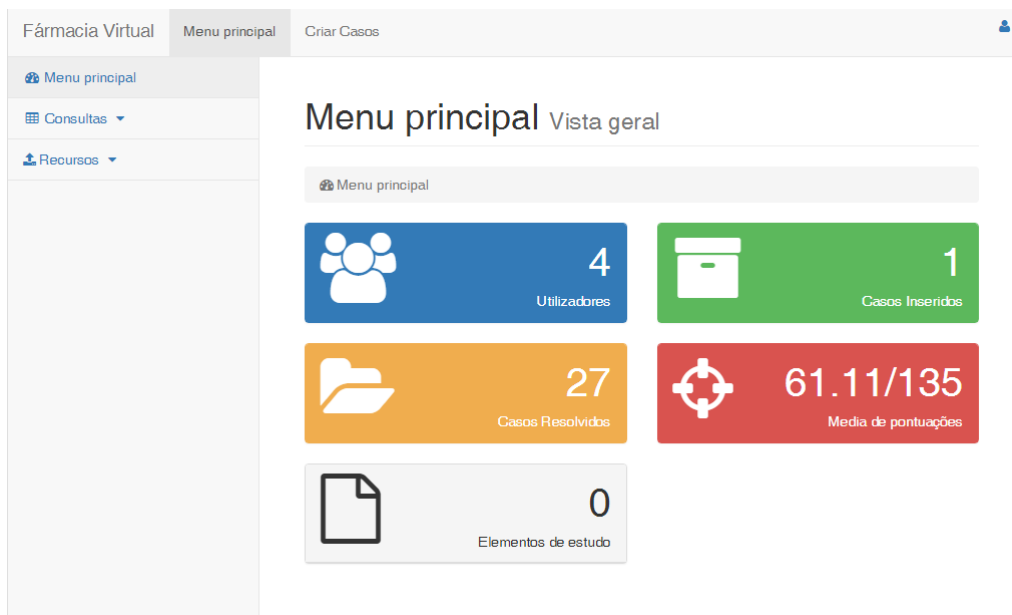 Fármacia Virtual Menu principal Criar Casos
Menu principal
Consultas
Recursos
Menu principal Vista geral
Menu principal
4
Utilizadores
1
Casos Inseridos
27
Casos Resolvidos
61.11/135
Media de pontuações
0
Elementos de estudo